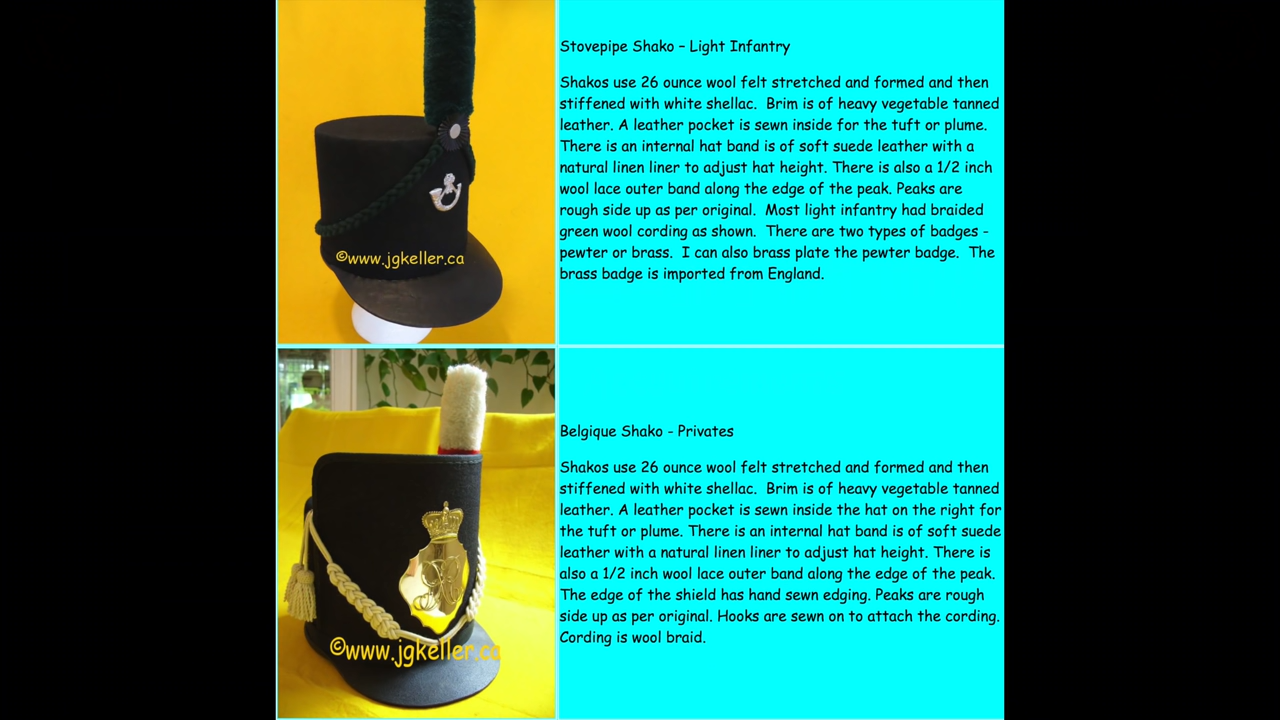 Stovepipe Shako – Light Infantry
Shakos use 26 ounce wool felt stretched and formed and then
stiffened with white shellac.  Brim is of heavy vegetable tanned
leather. A leather pocket is sewn inside for the tuft or plume.
There is an internal hat band is of soft suede leather with a
natural linen liner to adjust hat height. There is also a 1/2 inch
wool lace outer band along the edge of the peak. Peaks are
rough side up as per original.  Most light infantry had braided
green wool cording as shown.  There are two types of badges -
pewter or brass.  I can also brass plate the pewter badge.  The
brass badge is imported from England.
©www.jgkeller.ca
Belgique Shako - Privates
Shakos use 26 ounce wool felt stretched and formed and then
stiffened with white shellac.  Brim is of heavy vegetable tanned
leather. A leather pocket is sewn inside the hat on the right for
the tuft or plume. There is an internal hat band is of soft suede
leather with a natural linen liner to adjust hat height. There is
also a 1/2 inch wool lace outer band along the edge of the peak.
The edge of the shield has hand sewn edging. Peaks are rough
side up as per original. Hooks are sewn on to attach the cording.
Cording is wool braid.
©www.jgkeller.ca